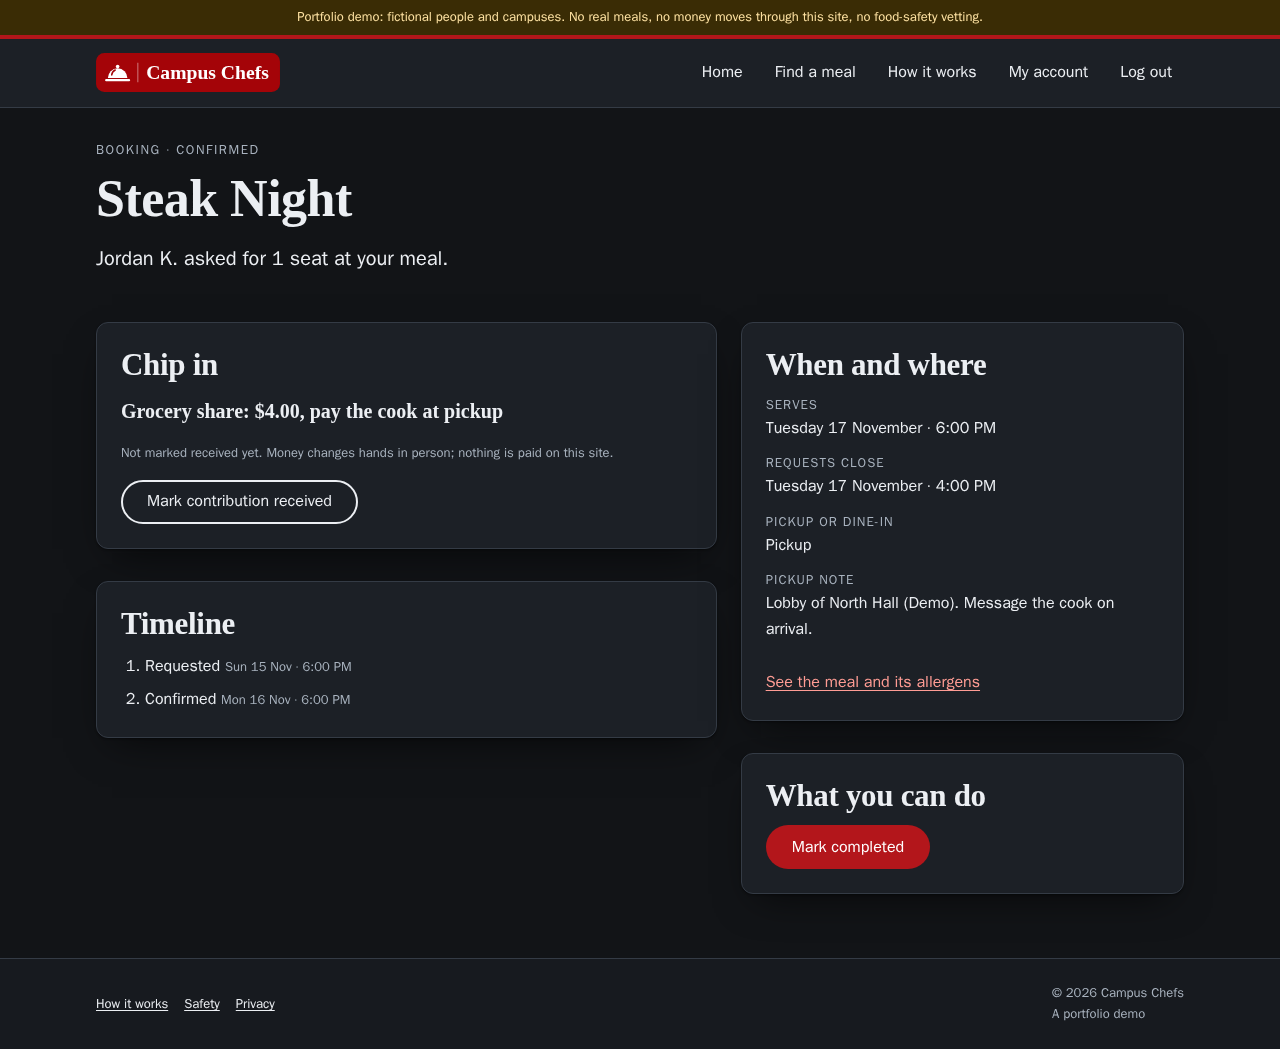 Portfolio demo: fictional people and campuses. No real meals, no money moves through this site, no food-safety vetting.
Campus Chefs
Home
Find a meal
How it works
My account
Log out
BOOKING · CONFIRMED
Steak Night
Jordan K. asked for 1 seat at your meal.
Chip in
Grocery share: $4.00, pay the cook at pickup
Not marked received yet. Money changes hands in person; nothing is paid on this site.
Mark contribution received
Timeline
1. Requested Sun 15 Nov · 6:00 PM
2. Confirmed Mon 16 Nov · 6:00 PM
When and where
SERVES
Tuesday 17 November · 6:00 PM
REQUESTS CLOSE
Tuesday 17 November · 4:00 PM
PICKUP OR DINE-IN
Pickup
PICKUP NOTE
Lobby of North Hall (Demo). Message the cook on
arrival.
See the meal and its allergens
What you can do
Mark completed
How it works
Safety
Privacy
© 2026 Campus Chefs
A portfolio demo